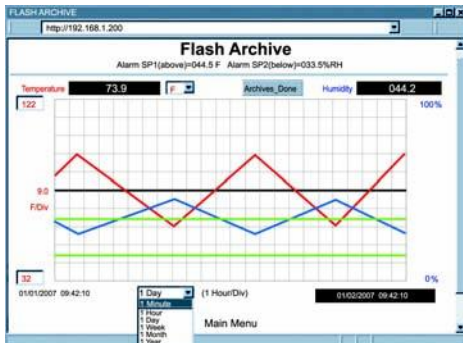 FLASH ARCHIVE
http://192.168.1.200
Flash Archive
Alarm SP1(above)=044.5 F Alarm SP2(below)=033.5%RH
Temperature 73.9 F Archives_Done Humidity 044.2
122 100%
9.0
F/Div
32 0%
01/01/2007 09:42:10 1 Day (1 Hour/Div) 01/02/2007 09:42:10
1 Minute
1 Hour
1 Day
1 Week
1 Month
1 Year
Main Menu